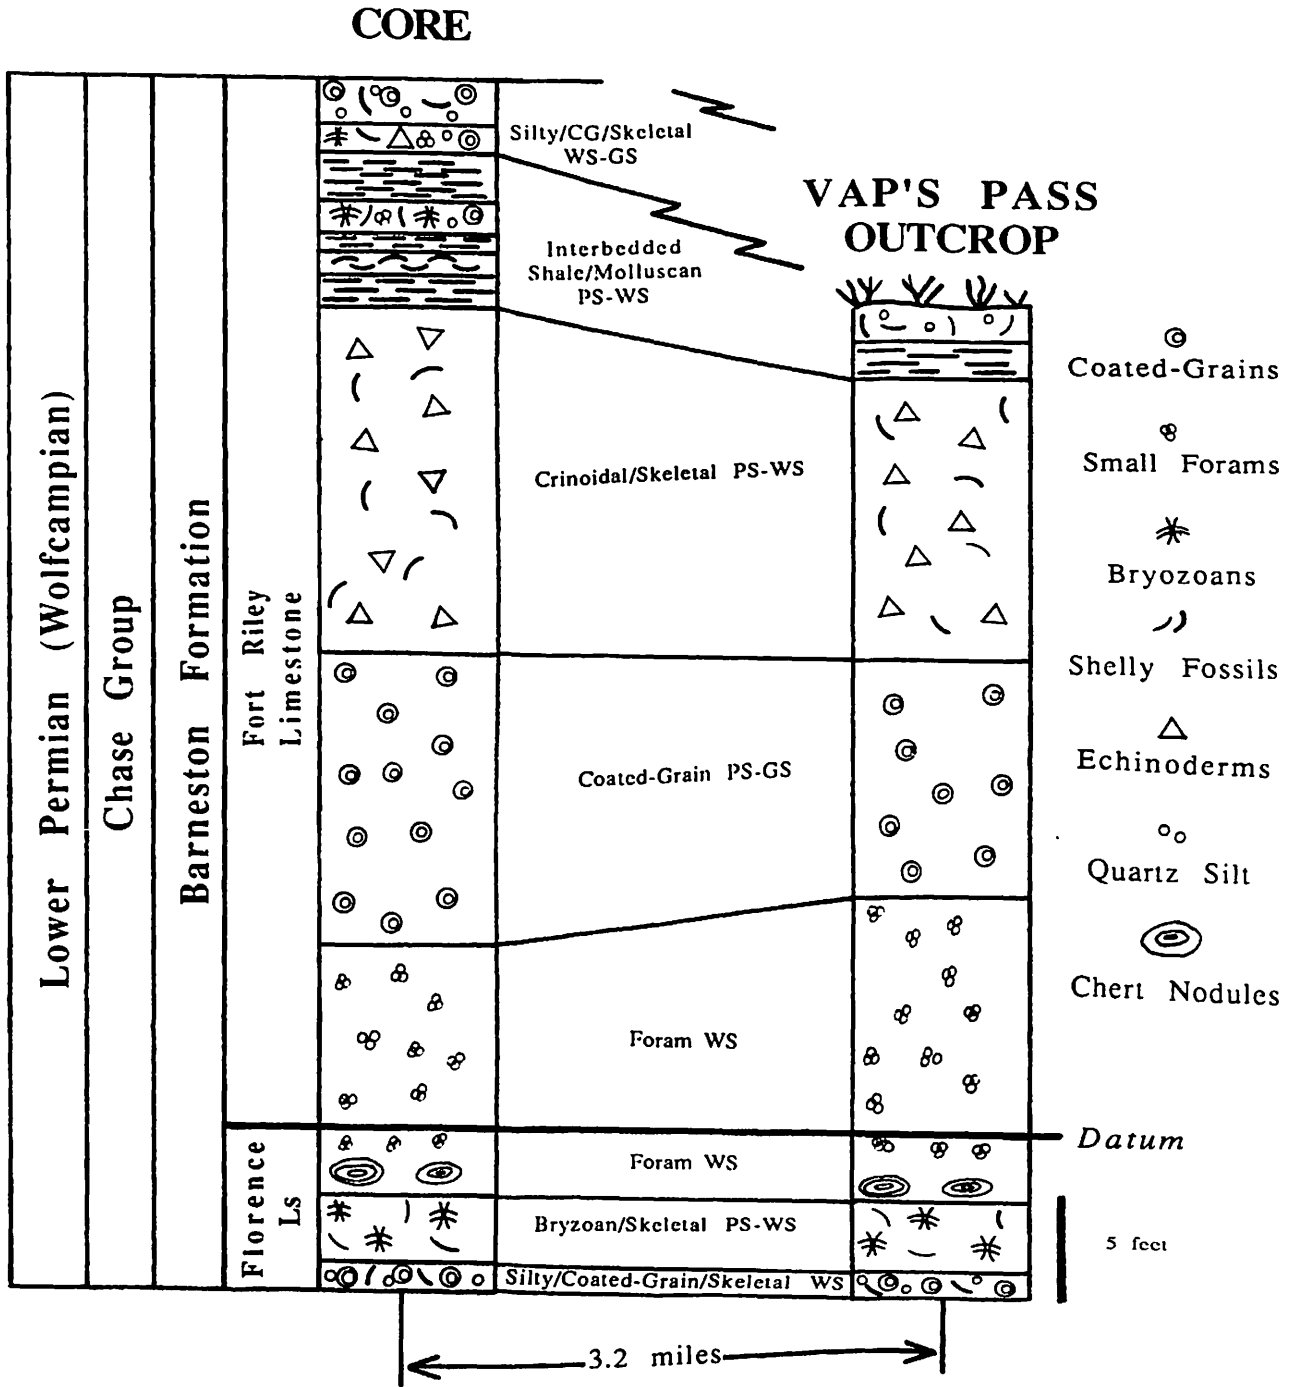 CORE
Lower Permian (Wolfcampian)
Chase Group
Barneston Formation
Fort Riley
Limestone
Florence
Ls
Silty/CG/Skeletal
WS-GS
Interbedded
Shale/Molluscan
PS-WS
Crinoidal/Skeletal PS-WS
Coated-Grain PS-GS
Foram WS
Foram WS
Bryzoan/Skeletal PS-WS
Silty/Coated-Grain/Skeletal WS
3.2 miles
VAP'S PASS
OUTCROP
Coated-Grains
Small Forams
Bryozoans
Shelly Fossils
Echinoderms
Quartz Silt
Chert Nodules
Datum
5 feet